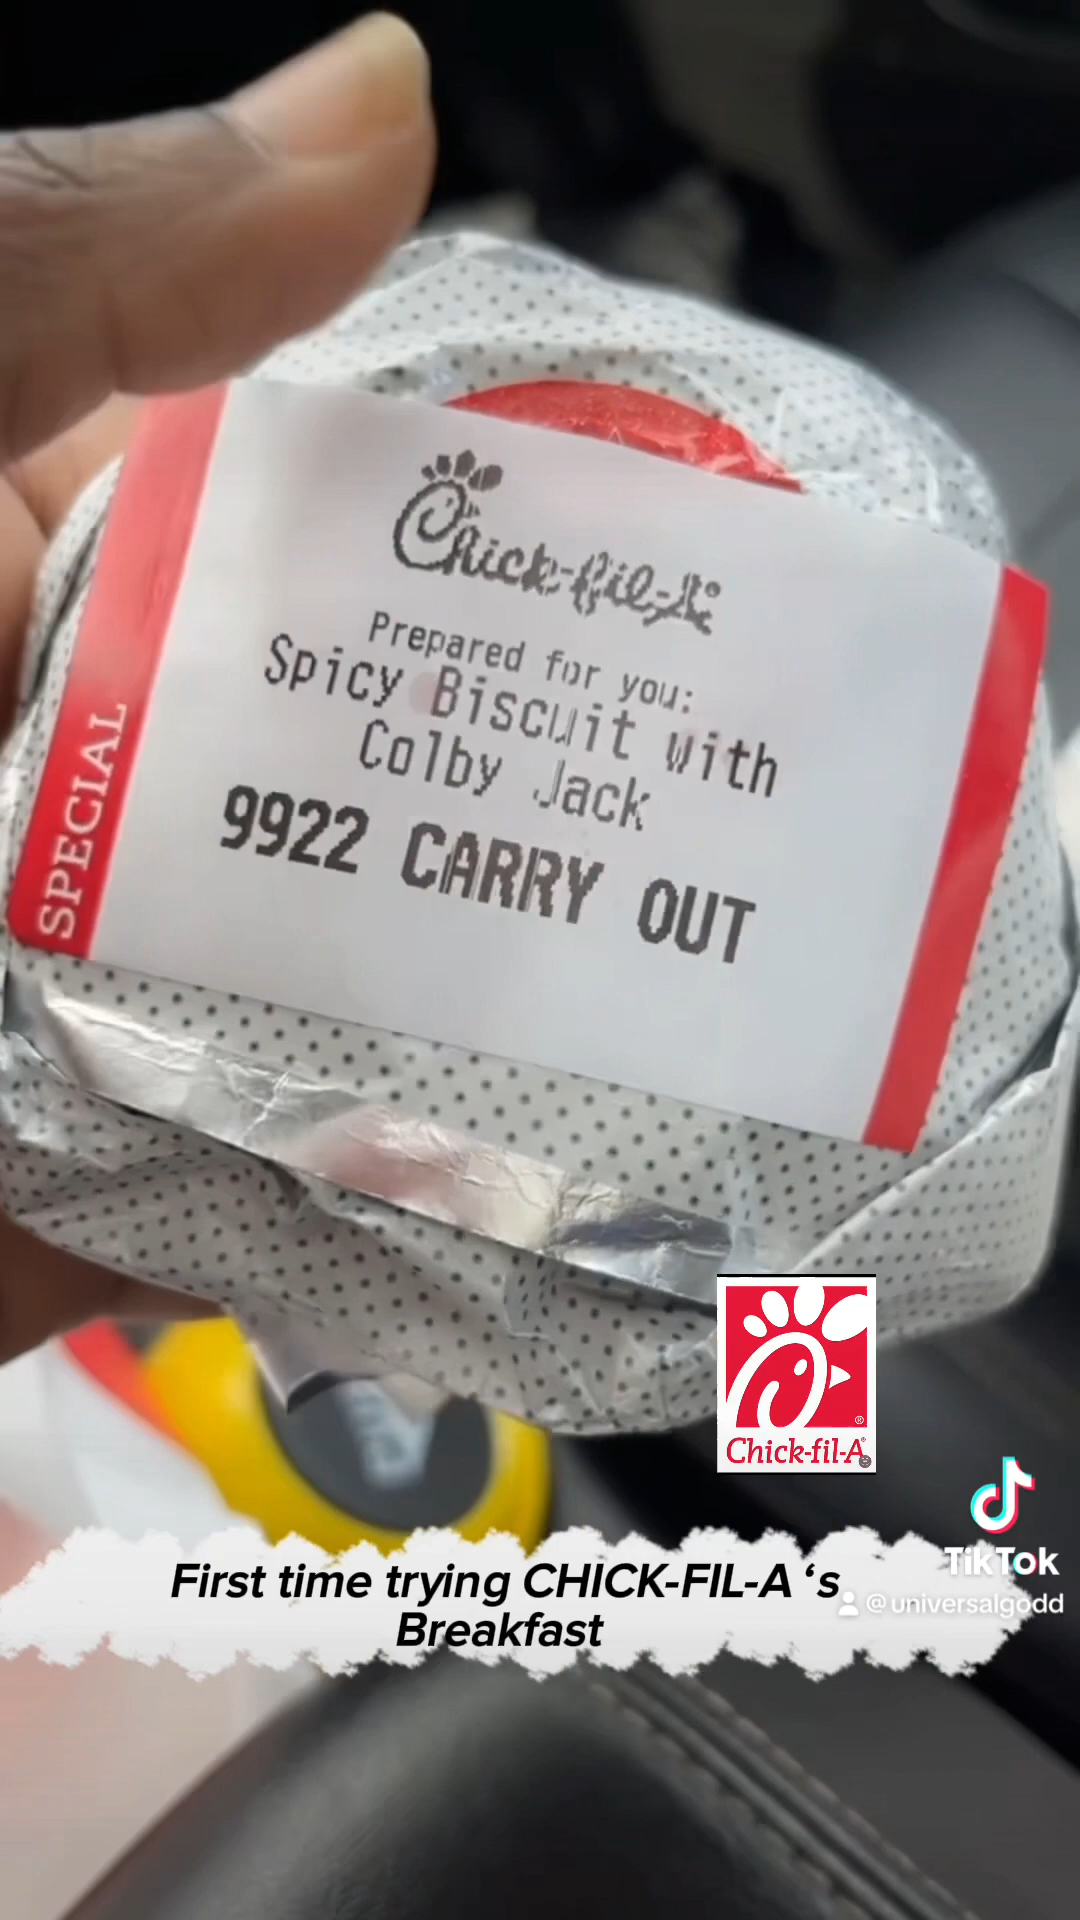 Chick-fil-A®
Prepared for you:
Spicy Biscuit with
Colby Jack
9922 CARRY OUT
SPECIAL
Chick-fil-A®
TikTok
@universalgodd
First time trying CHICK-FIL-A ‘s
Breakfast